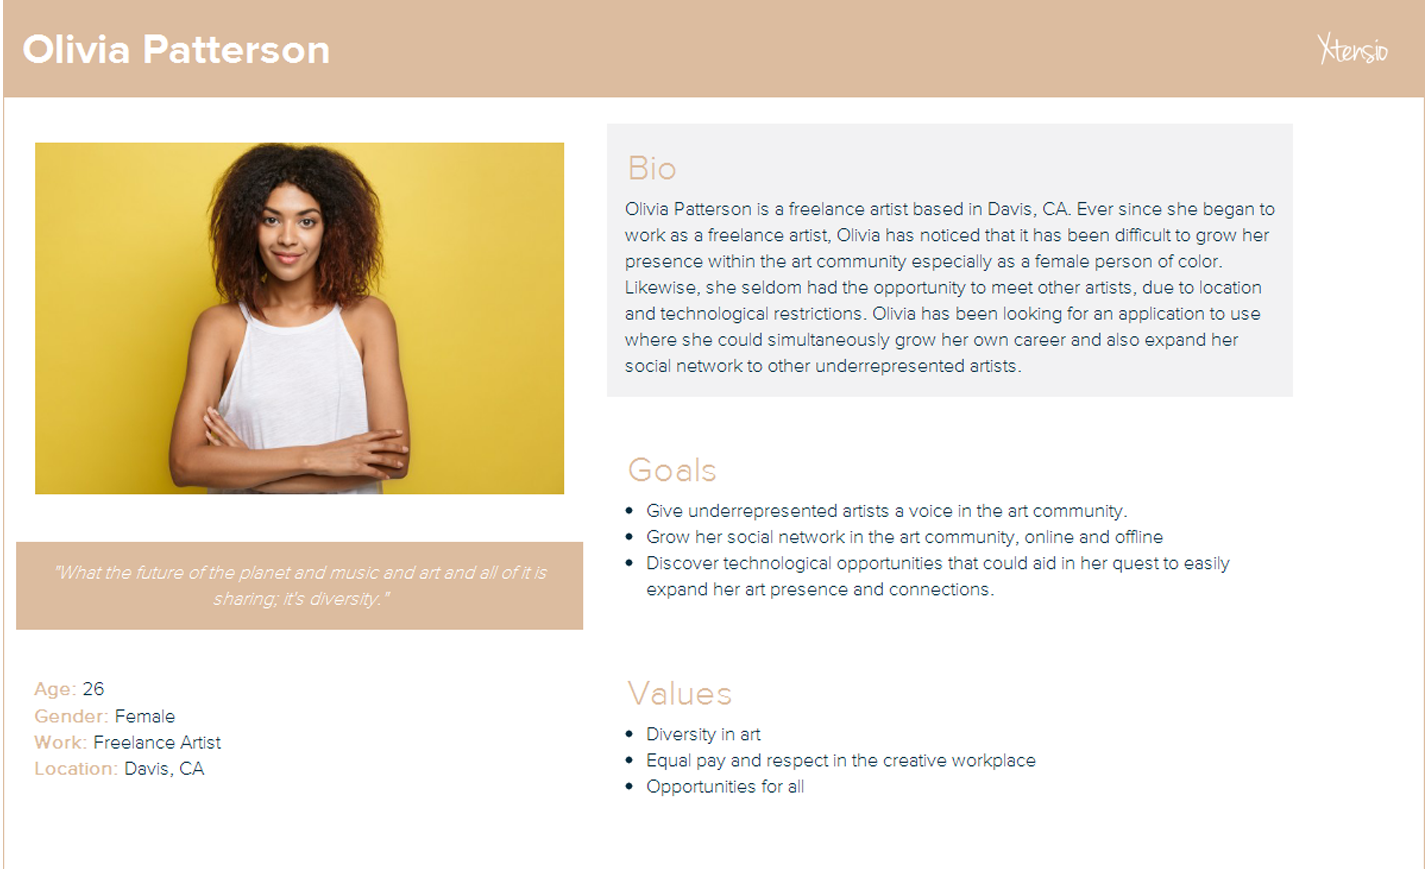 Olivia Patterson
Xtensio
Bio
Olivia Patterson is a freelance artist based in Davis, CA. Ever since she began to
work as a freelance artist, Olivia has noticed that it has been difficult to grow her
presence within the art community especially as a female person of color.
Likewise, she seldom had the opportunity to meet other artists, due to location
and technological restrictions. Olivia has been looking for an application to use
where she could simultaneously grow her own career and also expand her
social network to other underrepresented artists.
Goals
• Give underrepresented artists a voice in the art community.
• Grow her social network in the art community, online and offline
• Discover technological opportunities that could aid in her quest to easily
expand her art presence and connections.
"What the future of the planet and music and art and all of it is
sharing; it's diversity."
Age: 26
Gender: Female
Work: Freelance Artist
Location: Davis, CA
Values
• Diversity in art
• Equal pay and respect in the creative workplace
• Opportunities for all